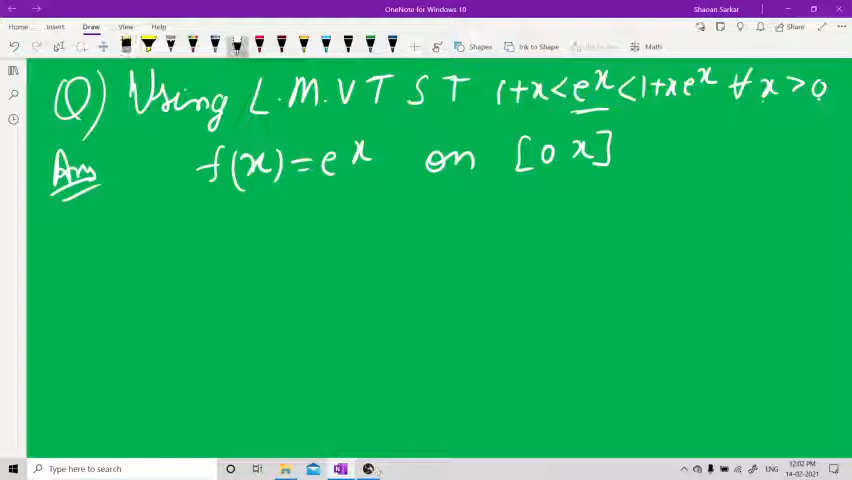 OneNote for Windows 10
Shaoan Sarkar
Home Insert Draw View Help Share
Shapes Ink to Shape Math
Q) Using L.M.V T S T 1+x<e^x<1+xe^x ∀ x > 0
Ans f(x)=e^x on [0 x]
Type here to search
ENG 12:02 PM
14-02-2021